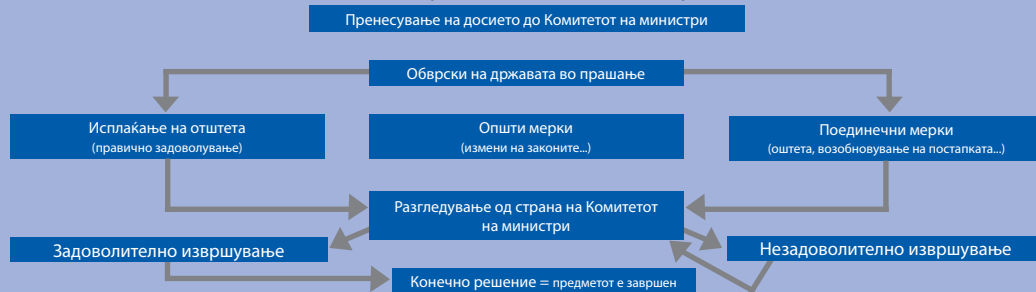 Пренесување на досието до Комитетот на министри
Обврски на државата во прашање
Исплаќање на отштета
(правично задоволување)
Општи мерки
(измени на законите...)
Поединечни мерки
(оштета, возобновување на постапката...)
Разгледување од страна на Комитетот
на министри
Задоволително извршување
Незадоволително извршување
Конечно решение = предметот е завршен